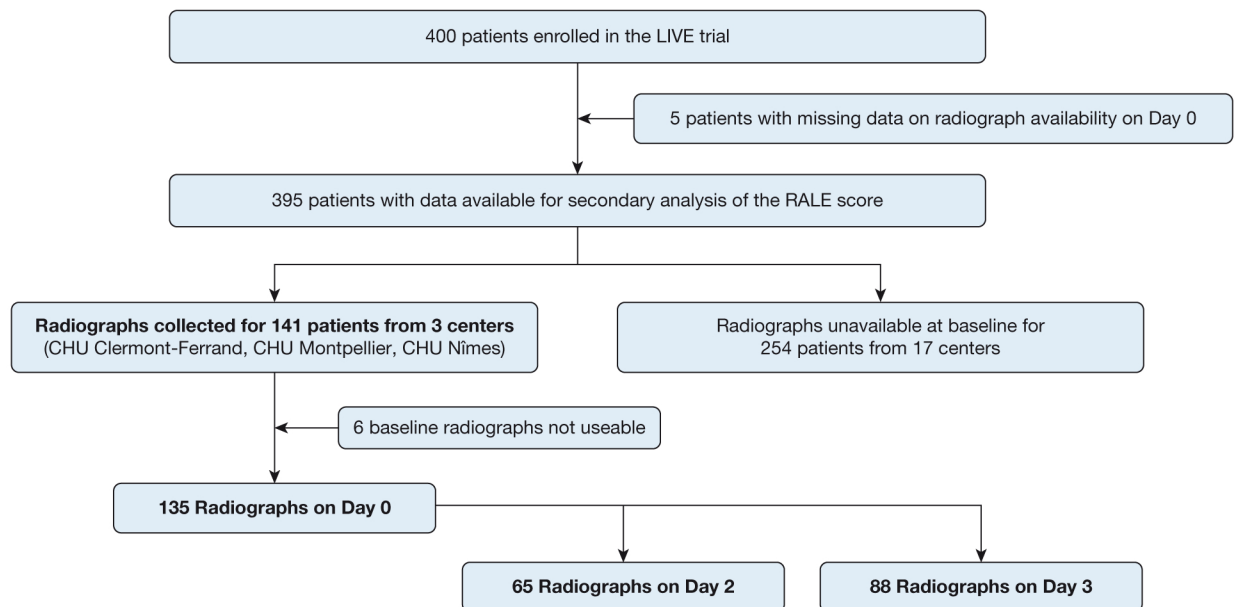 400 patients enrolled in the LIVE trial
5 patients with missing data on radiograph availability on Day 0
395 patients with data available for secondary analysis of the RALE score
Radiographs collected for 141 patients from 3 centers
(CHU Clermont-Ferrand, CHU Montpellier, CHU Nîmes)
Radiographs unavailable at baseline for
254 patients from 17 centers
6 baseline radiographs not useable
135 Radiographs on Day 0
65 Radiographs on Day 2
88 Radiographs on Day 3